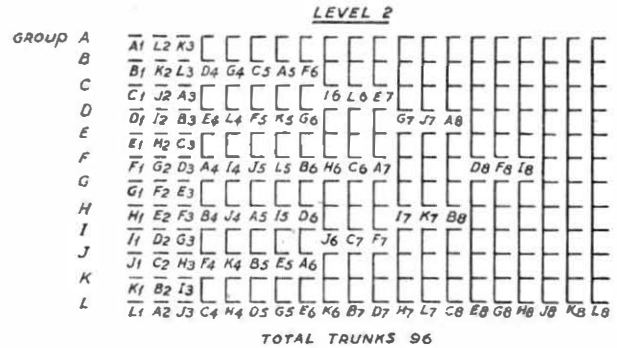 LEVEL 2
GROUP A
A1 L2 K3
B
B1 K2 L3 D4 G4 C5 A5 F6
C
C1 J2 A3 I6 L6 E7
D
D1 I2 B3 E4 L4 F5 K5 G6 G7 J7 A8
E
E1 H2 C3
F
F1 G2 D3 A4 I4 J5 L5 B6 H6 C6 A7 D8 F8 I8
G
G1 F2 E3
H
H1 E2 F3 B4 J4 A5 I5 D6 I7 K7 B8
I
I1 D2 G3 J6 C7 F7
J
J1 C2 H3 F4 K4 B5 E5 A6
K
K1 B2 I3
L
L1 A2 J3 C4 H4 D5 G5 E6 K6 B7 D7 H7 L7 C8 E8 G8 H8 J8 K8 L8
TOTAL TRUNKS 96